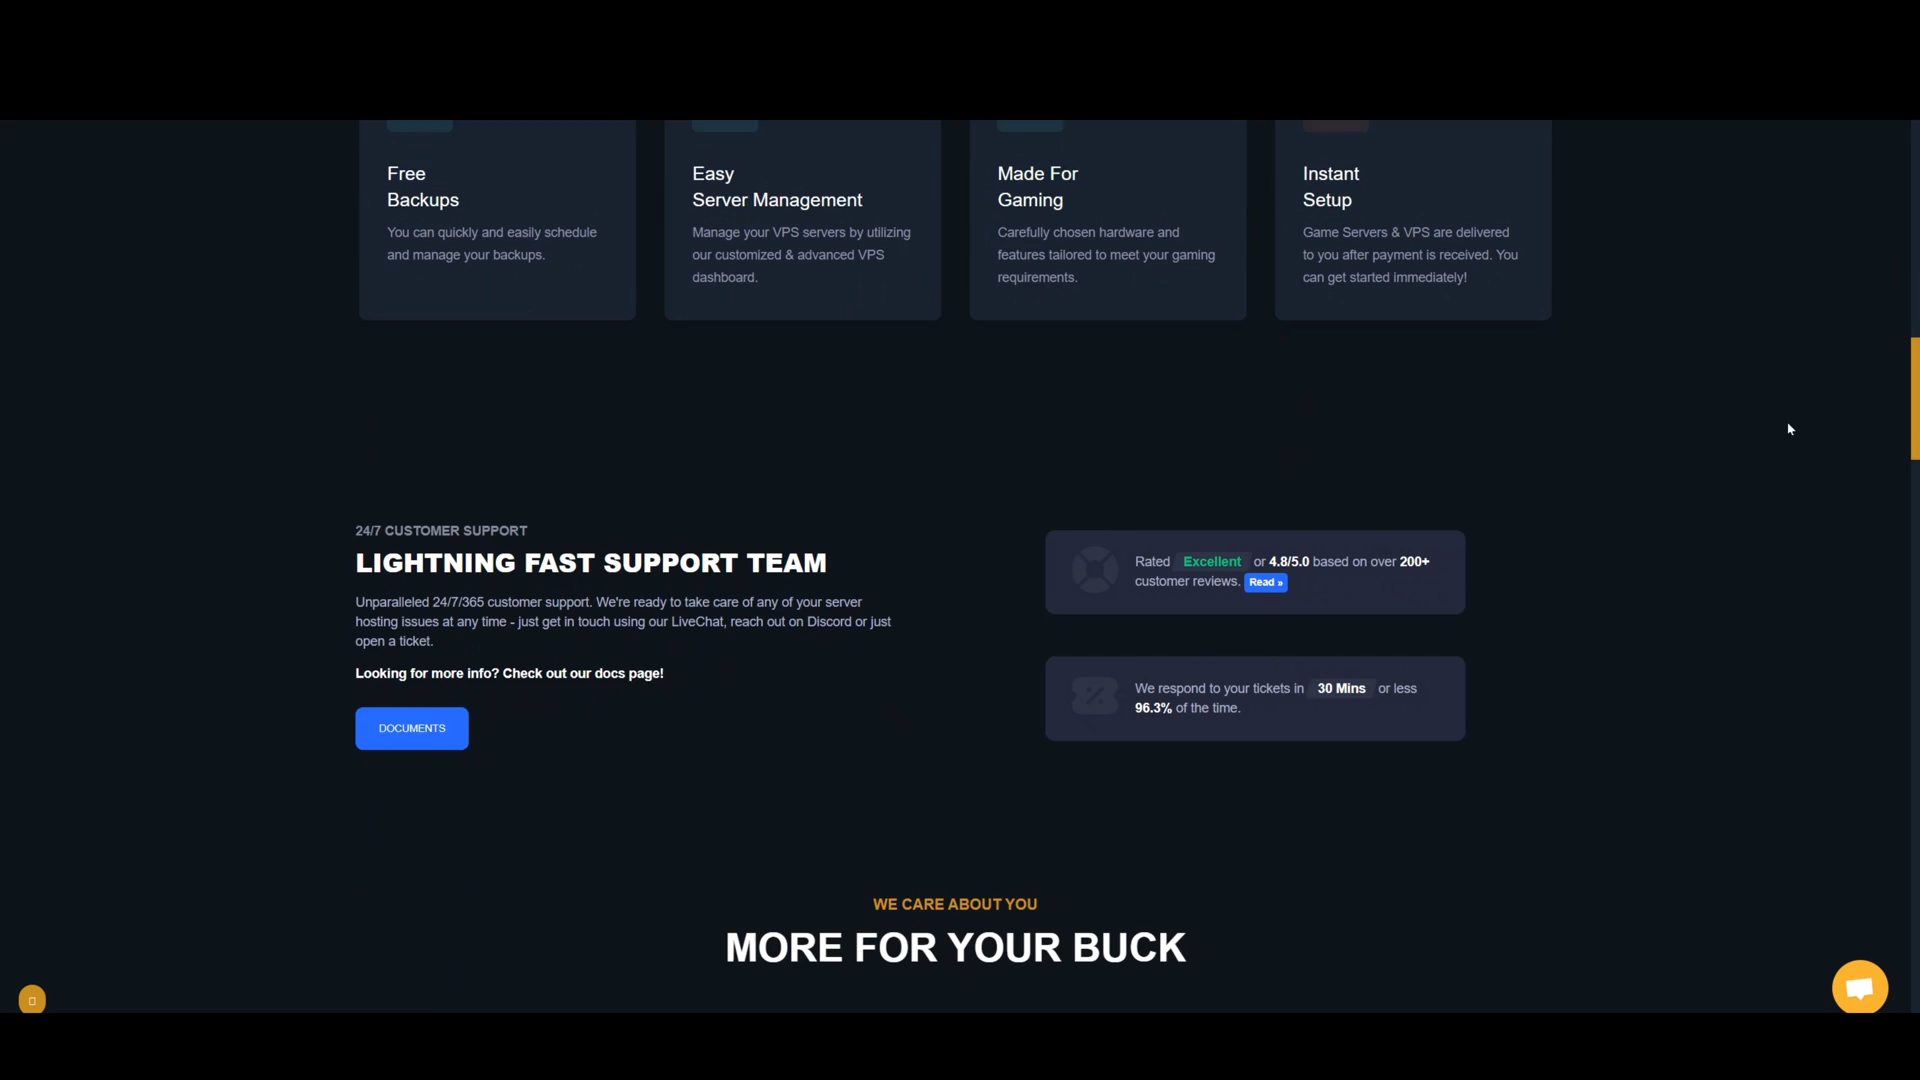 Free
Backups
You can quickly and easily schedule
and manage your backups.
Easy
Server Management
Manage your VPS servers by utilizing
our customized & advanced VPS
dashboard.
Made For
Gaming
Carefully chosen hardware and
features tailored to meet your gaming
requirements.
Instant
Setup
Game Servers & VPS are delivered
to you after payment is received. You
can get started immediately!
24/7 CUSTOMER SUPPORT
LIGHTNING FAST SUPPORT TEAM
Unparalleled 24/7/365 customer support. We're ready to take care of any of your server
hosting issues at any time - just get in touch using our LiveChat, reach out on Discord or just
open a ticket.
Looking for more info? Check out our docs page!
DOCUMENTS
Rated Excellent or 4.8/5.0 based on over 200+
customer reviews. Read »
We respond to your tickets in 30 Mins or less
96.3% of the time.
WE CARE ABOUT YOU
MORE FOR YOUR BUCK